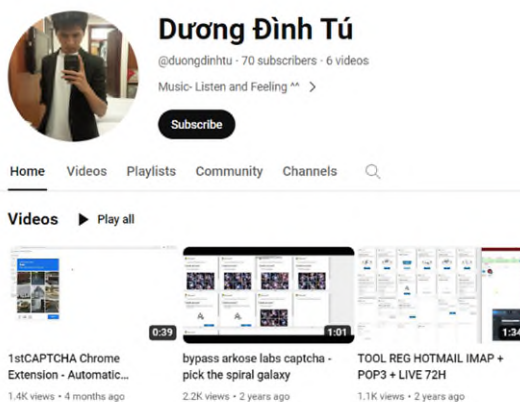 Dương Đình Tú
@duongdinhtu · 70 subscribers · 6 videos
Music- Listen and Feeling ^^ >
Subscribe
Home Videos Playlists Community Channels
Videos ▶ Play all
0:39 1:01 1:34
1stCAPTCHA Chrome bypass arkose labs captcha - TOOL REG HOTMAIL IMAP +
Extension - Automatic... pick the spiral galaxy POP3 + LIVE 72H
1.4K views • 4 months ago 2.2K views • 2 years ago 1.1K views • 2 years ago